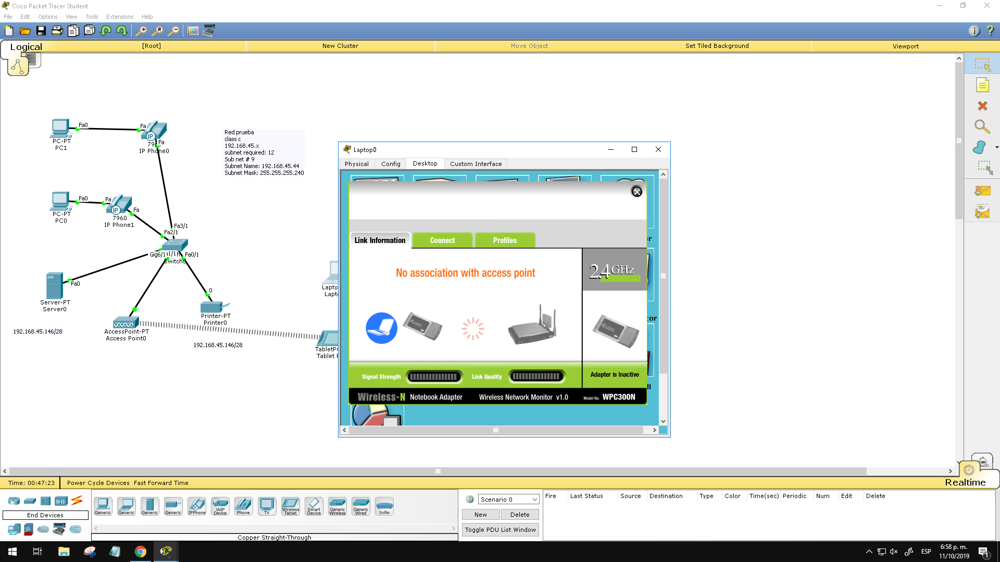 Cisco Packet Tracer Student
File Edit Options View Tools Extensions Help
Logical [Root] New Cluster Move Object Set Tiled Background Viewport
Fa0 Fa
PC-PT
PC1
IP
Fa
IP Phone0
Red prueba
class c
192.168.45.x
subnet required: 12
Sub net # 9
Subnet Name: 192.168.45.44
Subnet Mask: 255.255.255.240
Fa0 Fa
PC-PT
PC0
IP
Fa
7960
IP Phone1
Fa3/1
Fa2/1
Gig6/1 Fa0/1
Fa0
Server-PT
Server0
192.168.45.146/28
AccessPoint-PT
Access Point0
0
Printer-PT
Printer0
192.168.45.146/28
Laptop0
Physical Config Desktop Custom Interface
Link Information Connect Profiles
No association with access point
2.4GHz
Signal Strength Link Quality Adapter is Inactive
Wireless-N Notebook Adapter Wireless Network Monitor v1.0 Model No. WPC300N
Time: 00:47:23 Power Cycle Devices Fast Forward Time Realtime
End Devices
Generic Generic Generic Generic IPPhone VoIP Device Phone TV Wireless Tablet Smart Device Generic Wireless Generic Wired Sniffer
Copper Straight-Through
Scenario 0
New Delete
Toggle PDU List Window
Fire Last Status Source Destination Type Color Time(sec) Periodic Num Edit Delete
ESP
6:58 p. m.
11/10/2019
1